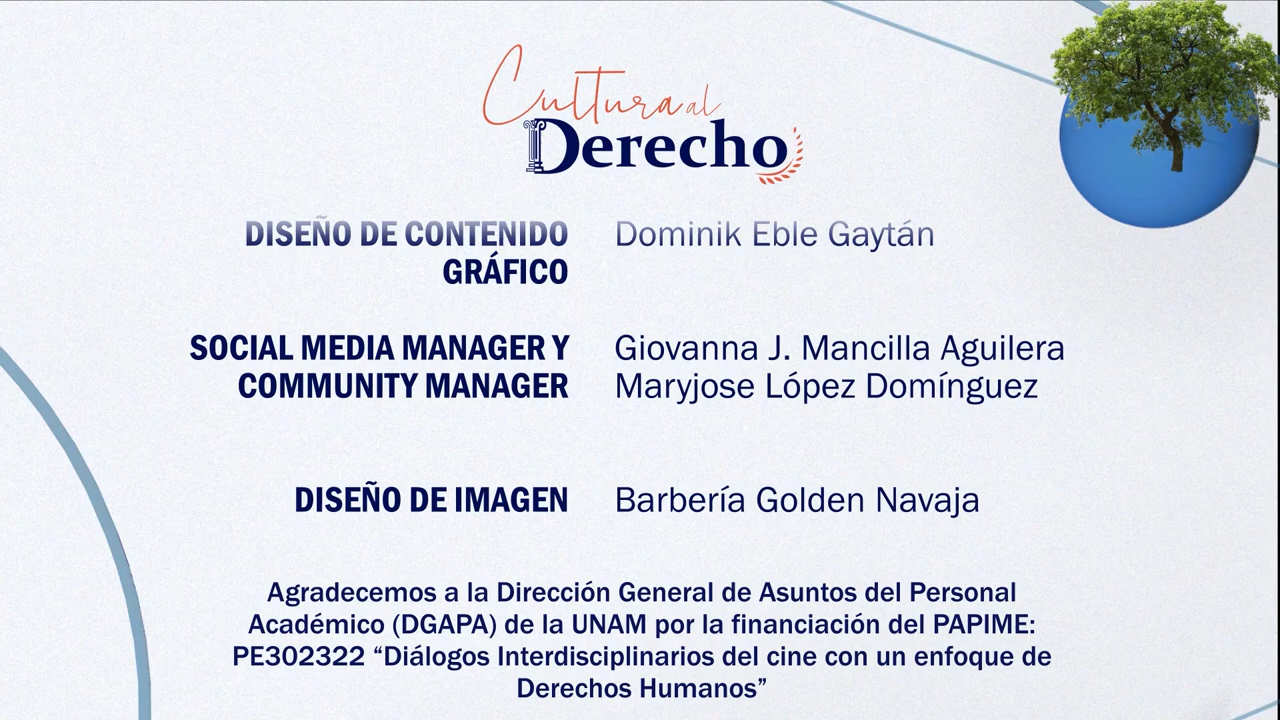 Cultura al
Derecho
DISEÑO DE CONTENIDO Dominik Eble Gaytán
GRÁFICO
SOCIAL MEDIA MANAGER Y Giovanna J. Mancilla Aguilera
COMMUNITY MANAGER Maryjose López Domínguez
DISEÑO DE IMAGEN Barbería Golden Navaja
Agradecemos a la Dirección General de Asuntos del Personal
Académico (DGAPA) de la UNAM por la financiación del PAPIME:
PE302322 “Diálogos Interdisciplinarios del cine con un enfoque de
Derechos Humanos”